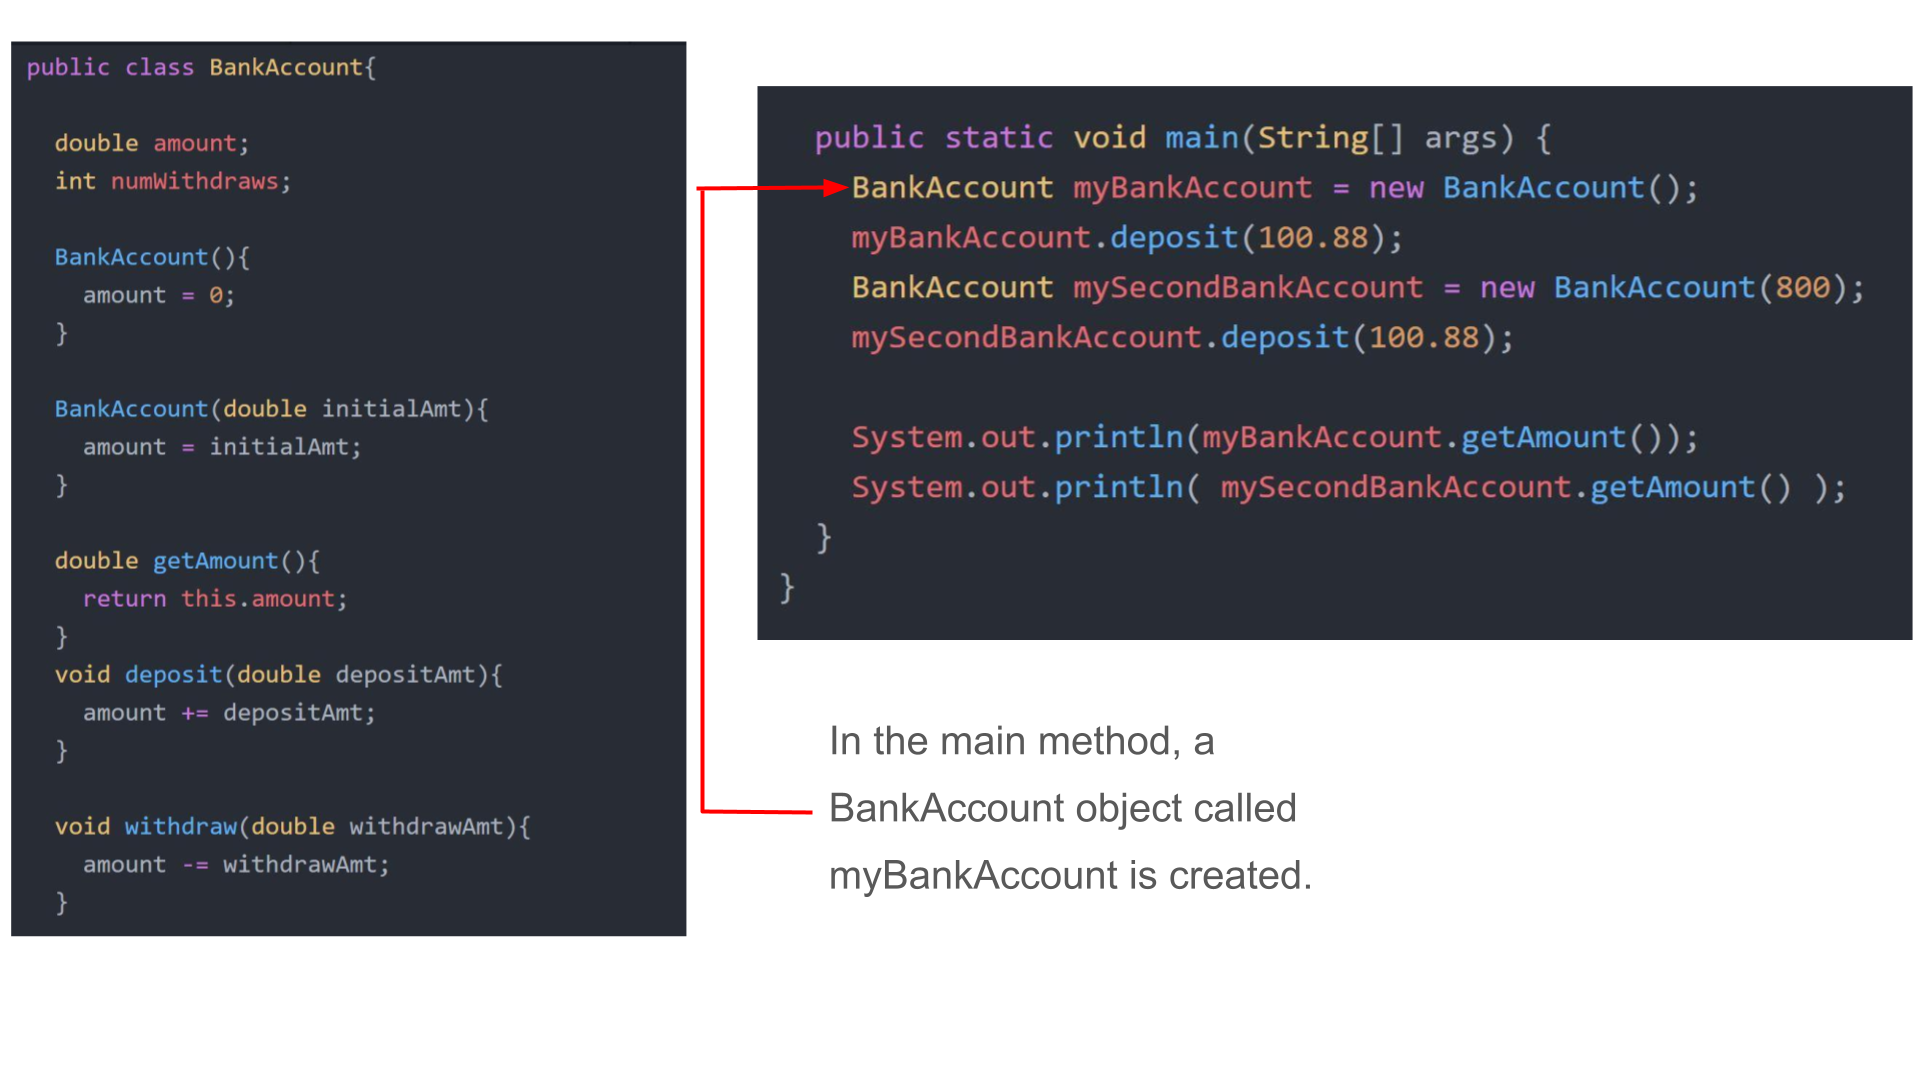 public class BankAccount{
double amount;
int numWithdraws;
BankAccount(){
amount = 0;
}
BankAccount(double initialAmt){
amount = initialAmt;
}
double getAmount(){
return this.amount;
}
void deposit(double depositAmt){
amount += depositAmt;
}
void withdraw(double withdrawAmt){
amount -= withdrawAmt;
}
public static void main(String[] args) {
BankAccount myBankAccount = new BankAccount();
myBankAccount.deposit(100.88);
BankAccount mySecondBankAccount = new BankAccount(800);
mySecondBankAccount.deposit(100.88);
System.out.println(myBankAccount.getAmount());
System.out.println( mySecondBankAccount.getAmount() );
}
}
In the main method, a
BankAccount object called
myBankAccount is created.